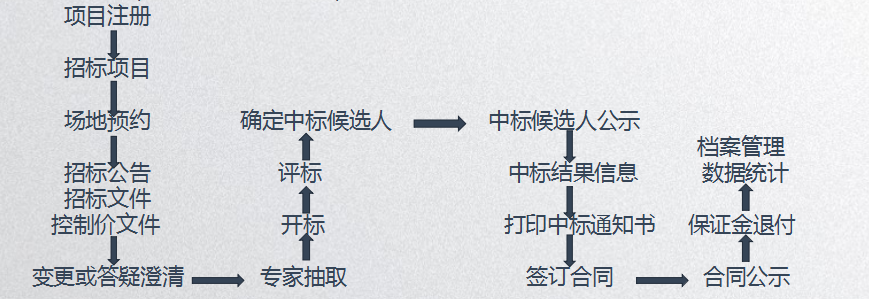 项目注册
招标项目
场地预约
招标公告
招标文件
控制价文件
变更或答疑澄清
专家抽取
开标
评标
确定中标候选人
中标候选人公示
中标结果信息
打印中标通知书
签订合同
合同公示
保证金退付
档案管理
数据统计